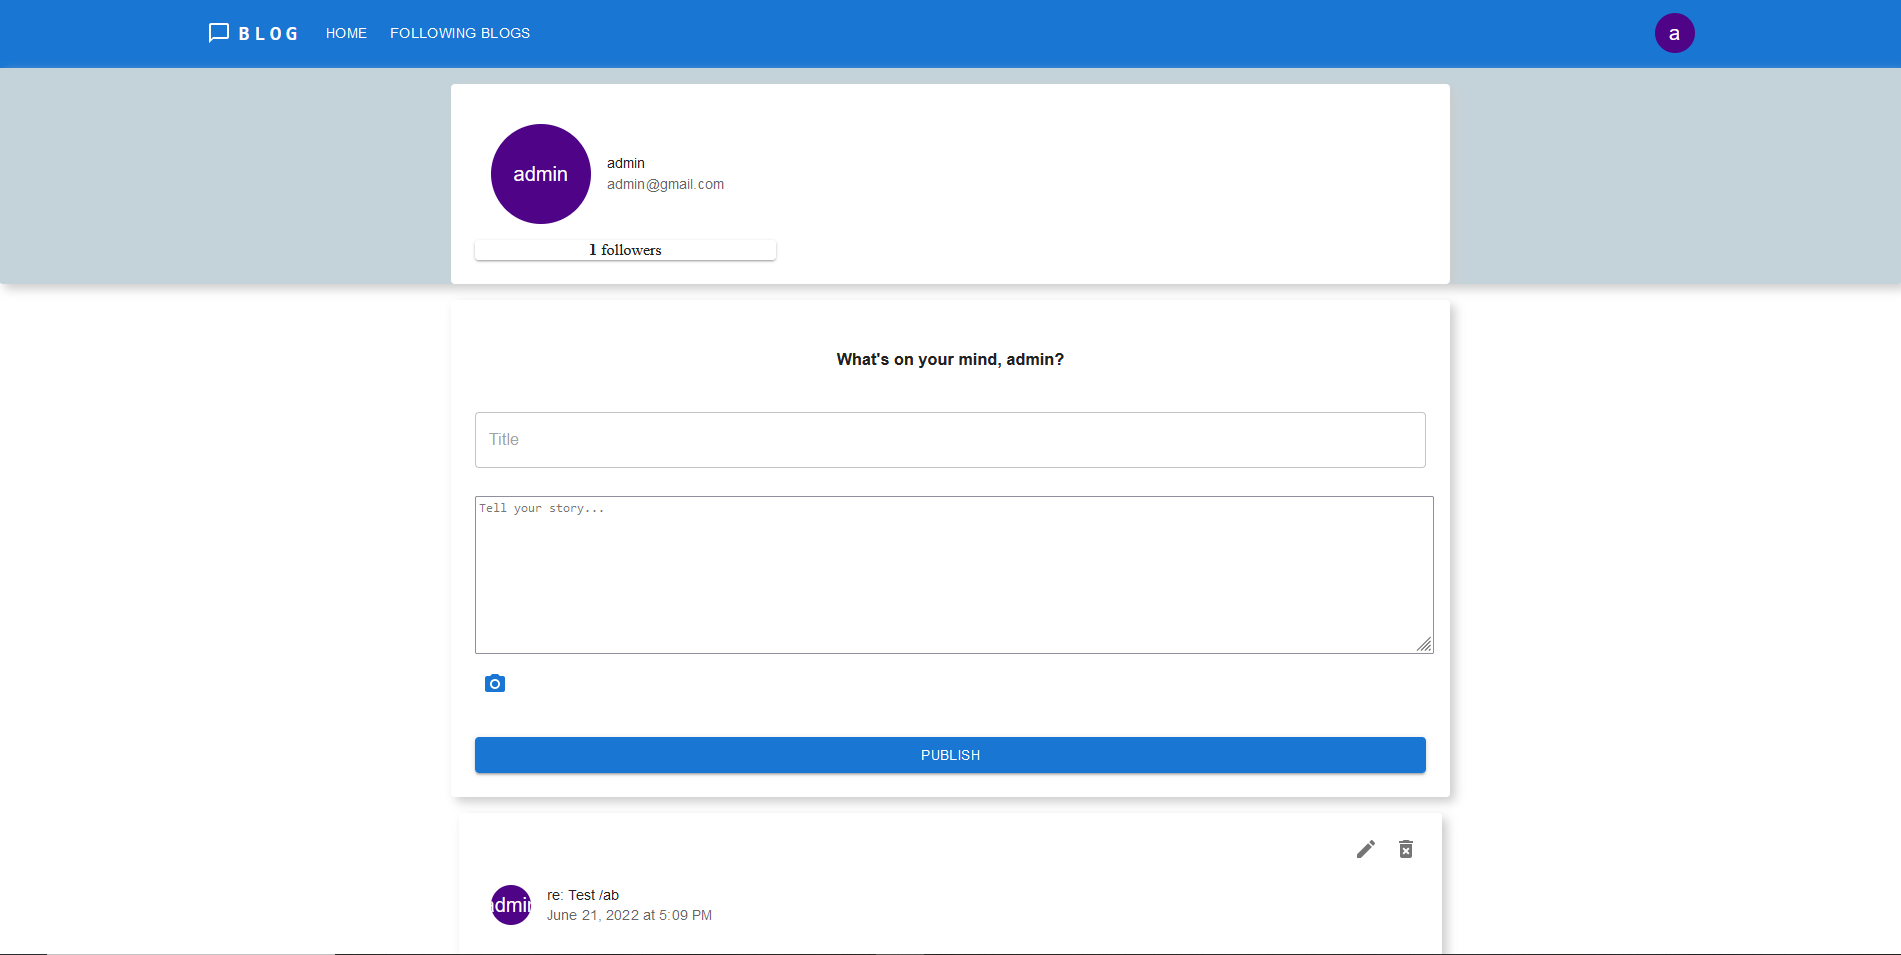 BLOG HOME FOLLOWING BLOGS a
admin
admin
admin@gmail.com
1 followers
What's on your mind, admin?
Title
Tell your story...
PUBLISH
admin
re: Test /ab
June 21, 2022 at 5:09 PM